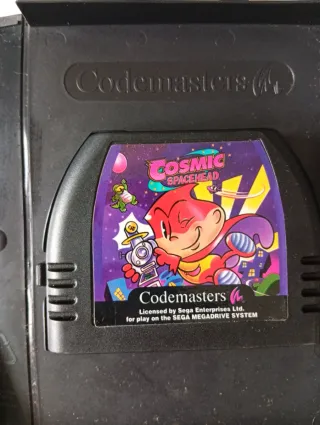 Codemasters
COSMIC
SPACEHEAD
Codemasters
Licensed by Sega Enterprises Ltd.
for play on the SEGA MEGADRIVE SYSTEM